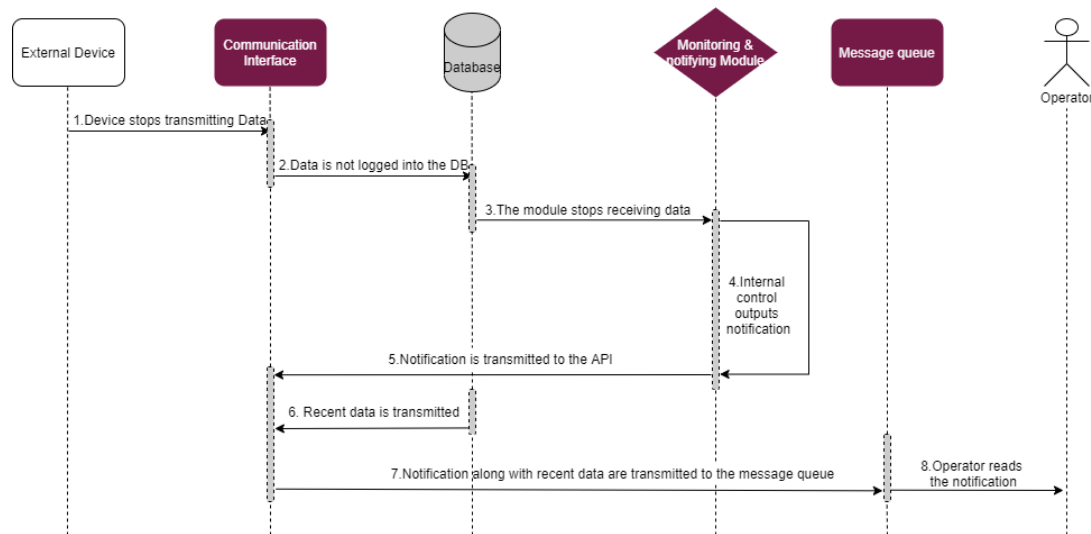 External Device
Communication
Interface
Database
Monitoring &
notifying Module
Message queue
Operator
1.Device stops transmitting Data
2.Data is not logged into the DB
3.The module stops receiving data
4.Internal
control
outputs
notification
5.Notification is transmitted to the API
6. Recent data is transmitted
7.Notification along with recent data are transmitted to the message queue
8.Operator reads
the notification